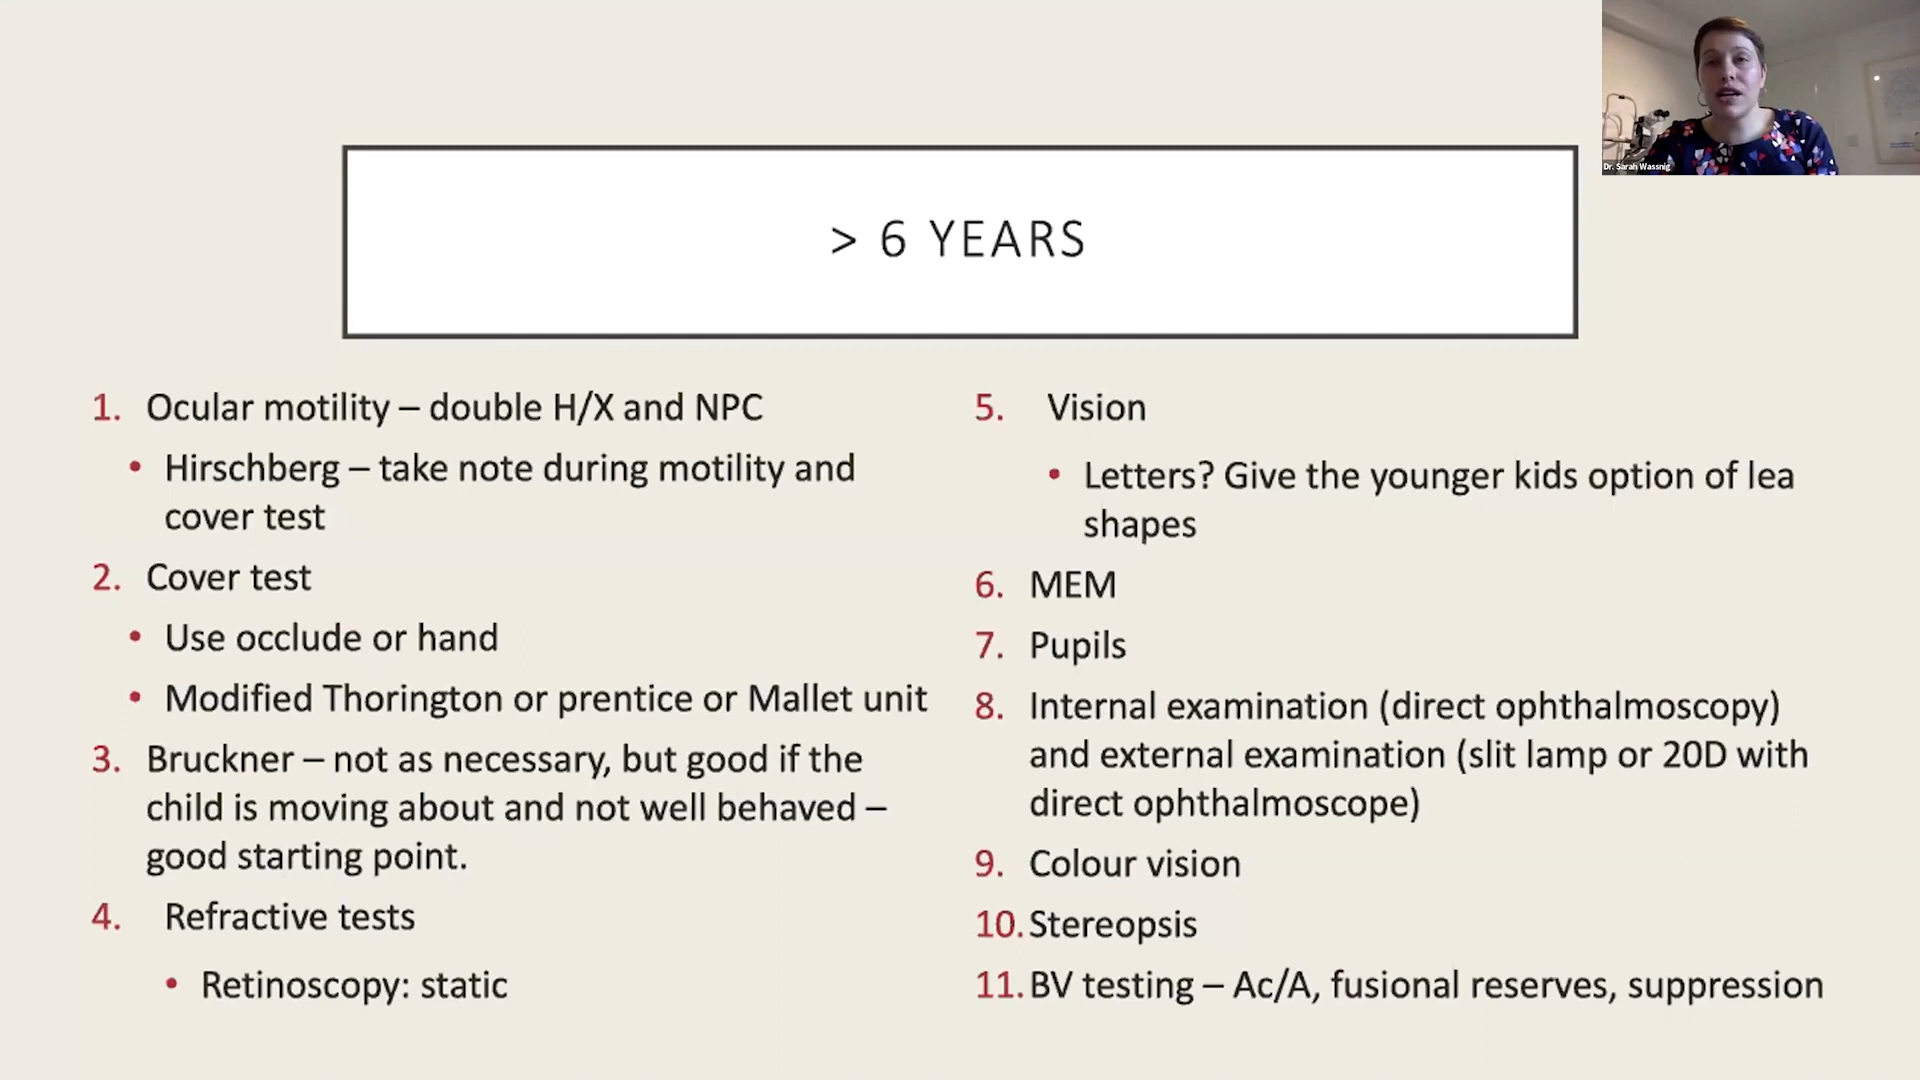 > 6 YEARS
1. Ocular motility – double H/X and NPC
• Hirschberg – take note during motility and
cover test
2. Cover test
• Use occlude or hand
• Modified Thorington or prentice or Mallet unit
3. Bruckner – not as necessary, but good if the
child is moving about and not well behaved –
good starting point.
4. Refractive tests
• Retinoscopy: static
5. Vision
• Letters? Give the younger kids option of lea
shapes
6. MEM
7. Pupils
8. Internal examination (direct ophthalmoscopy)
and external examination (slit lamp or 20D with
direct ophthalmoscope)
9. Colour vision
10. Stereopsis
11. BV testing – Ac/A, fusional reserves, suppression
Dr. Sarah Wassnig